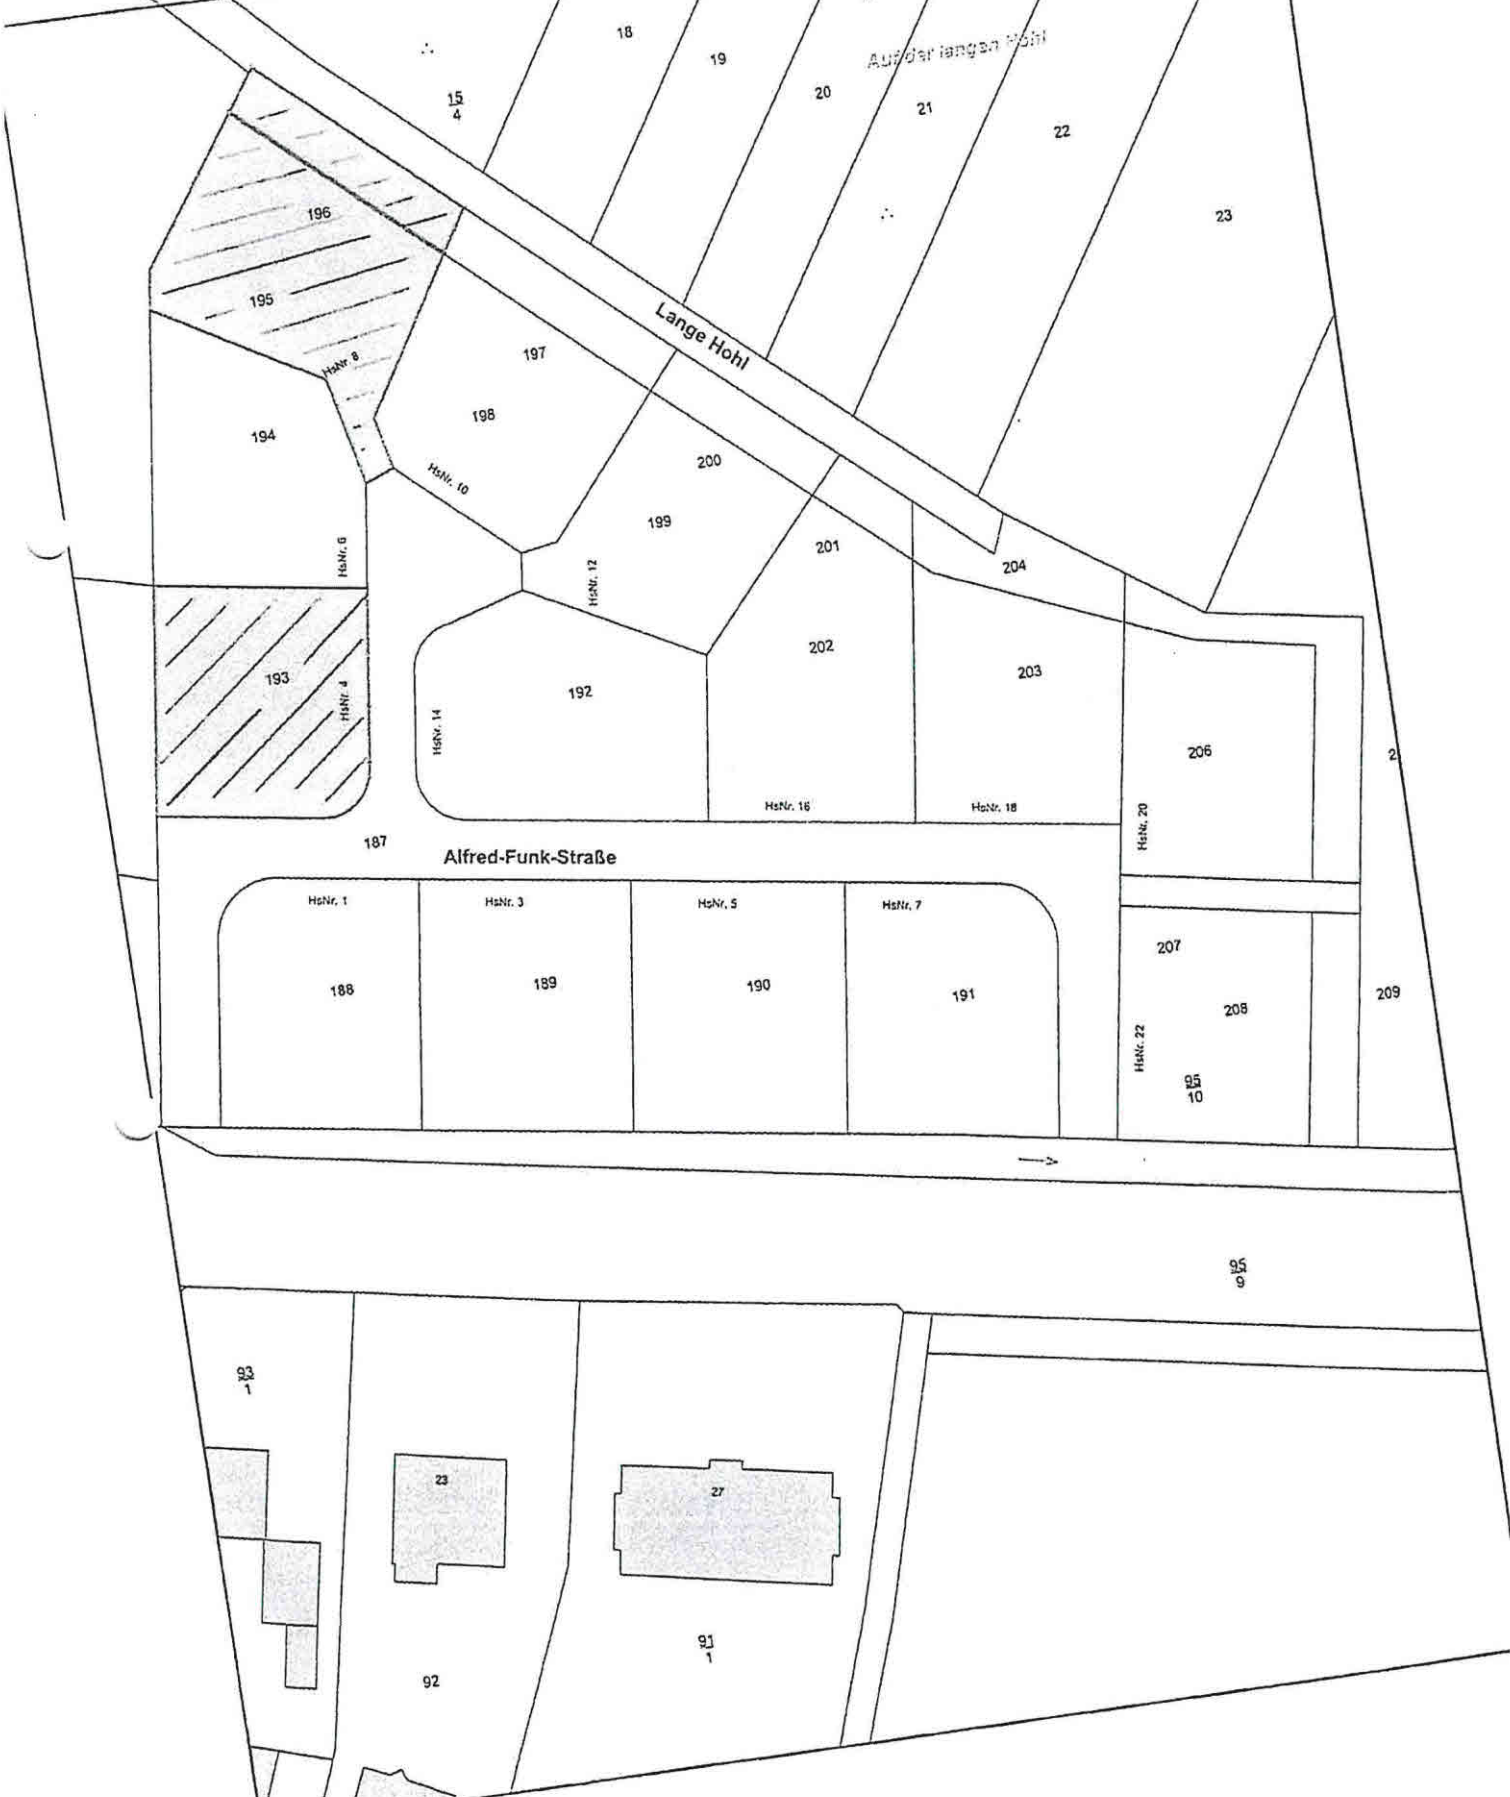 18
19
Auf der langen Hohl
20
15
4
21
22
196
23
195
Lange Hohl
197
HsNr. 8
198
194
200
HsNr. 10
199
201
HsNr. 6
204
HsNr. 12
202
203
193
HsNr. 4
192
HsNr. 14
206
2
HsNr. 16
HsNr. 18
HsNr. 20
187
Alfred-Funk-Straße
HsNr. 1
HsNr. 3
HsNr. 5
HsNr. 7
207
188
189
190
191
209
208
HsNr. 22
95
10
95
9
93
1
23
27
91
1
92